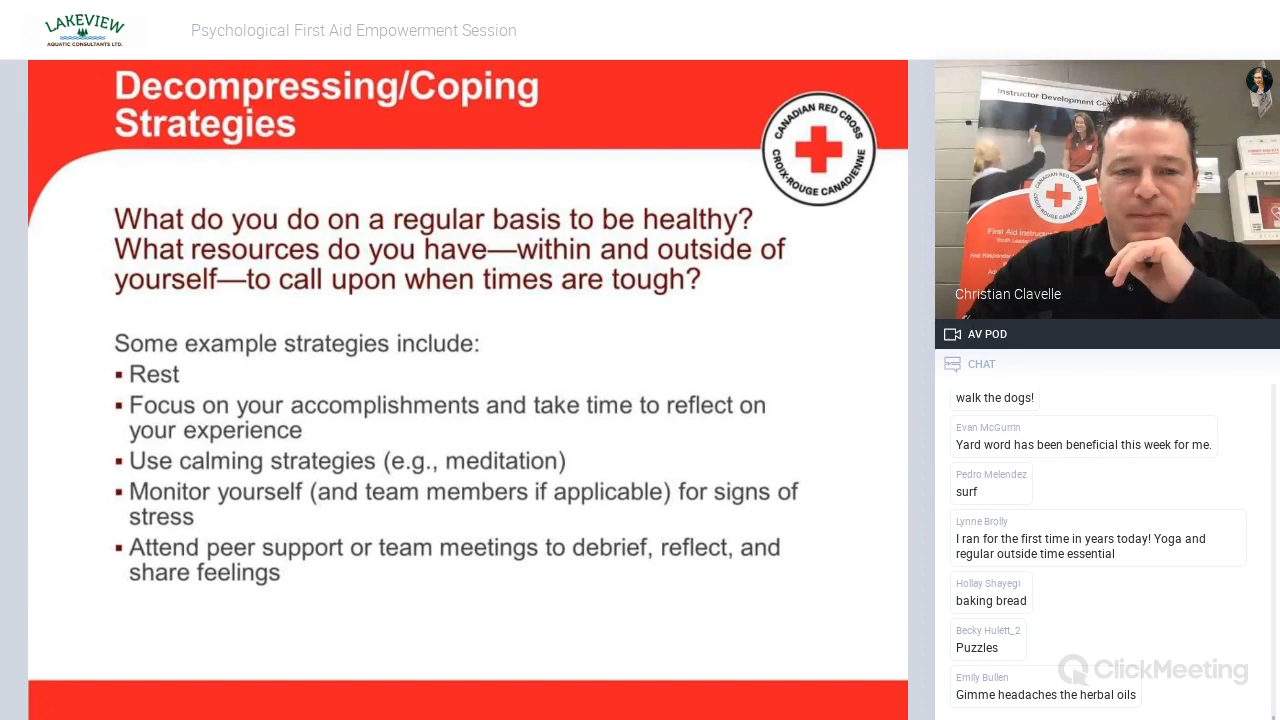 LAKEVIEW
AQUATIC CONSULTANTS LTD.
Psychological First Aid Empowerment Session
Decompressing/Coping
Strategies
CANADIAN RED CROSS
CROIX-ROUGE CANADIENNE
What do you do on a regular basis to be healthy?
What resources do you have—within and outside of
yourself—to call upon when times are tough?
Some example strategies include:
▪ Rest
▪ Focus on your accomplishments and take time to reflect on
your experience
▪ Use calming strategies (e.g., meditation)
▪ Monitor yourself (and team members if applicable) for signs of
stress
▪ Attend peer support or team meetings to debrief, reflect, and
share feelings
Instructor Development
CANADIAN RED CROSS
CROIX-ROUGE CANADIENNE
First Aid Instructor
Youth Leader
First Responder
Christian Clavelle
AV POD
CHAT
walk the dogs!
Evan McGurrin
Yard word has been beneficial this week for me.
Pedro Melendez
surf
Lynne Brolly
I ran for the first time in years today! Yoga and
regular outside time essential
Hollay Shayegi
baking bread
Becky Hulett_2
Puzzles
Emily Bullen
Gimme headaches the herbal oils
ClickMeeting